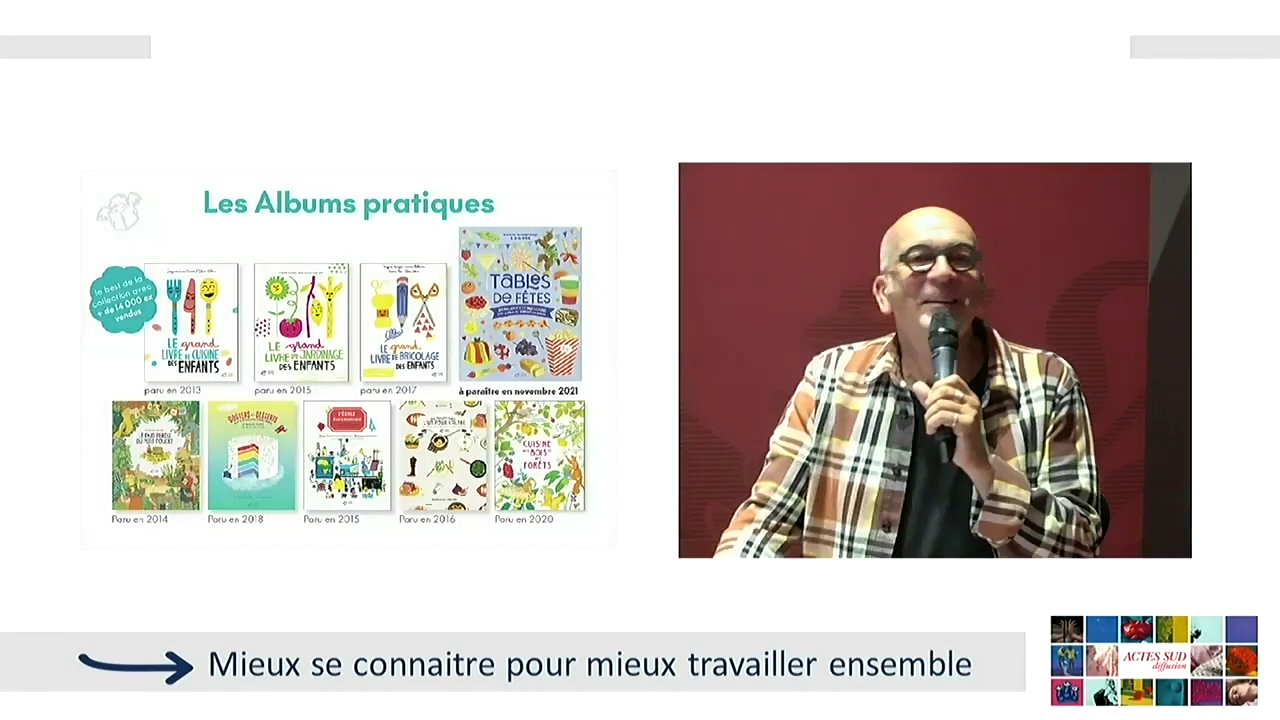 Les Albums pratiques
le best de la
collection avec
+ de 14 000 ex
vendus
LE grand
LIVRE DE CUISINE
DES ENFANTS
paru en 2013
LE grand
LIVRE DU JARDINAGE
DES ENFANTS
paru en 2015
LE grand
LIVRE DE BRICOLAGE
DES ENFANTS
paru en 2017
TABLES
DE FÊTES
à paraître en novembre 2021
Paru en 2014
Paru en 2018
Paru en 2015
Paru en 2016
CUISINE
DES BOIS
ET DES
FORÊTS
Paru en 2020
Mieux se connaitre pour mieux travailler ensemble
ACTES SUD
diffusion